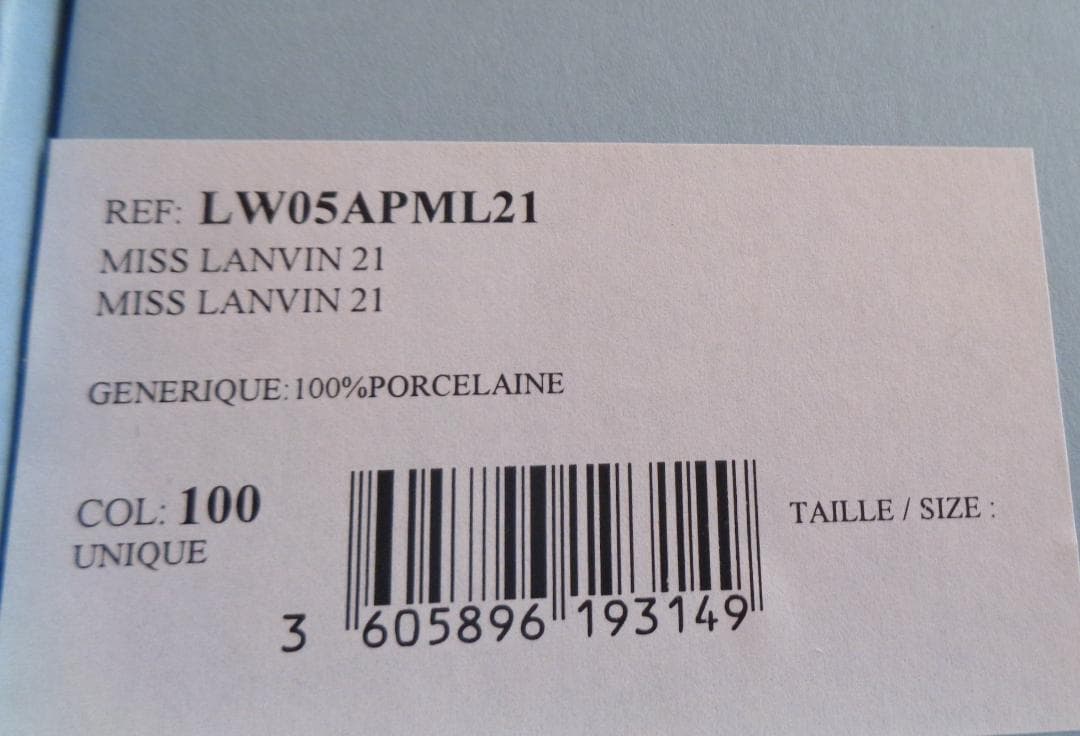 REF: LW05APML21
MISS LANVIN 21
MISS LANVIN 21
GENERIQUE:100%PORCELAINE
COL: 100
UNIQUE
TAILLE / SIZE :
3 605896 193149